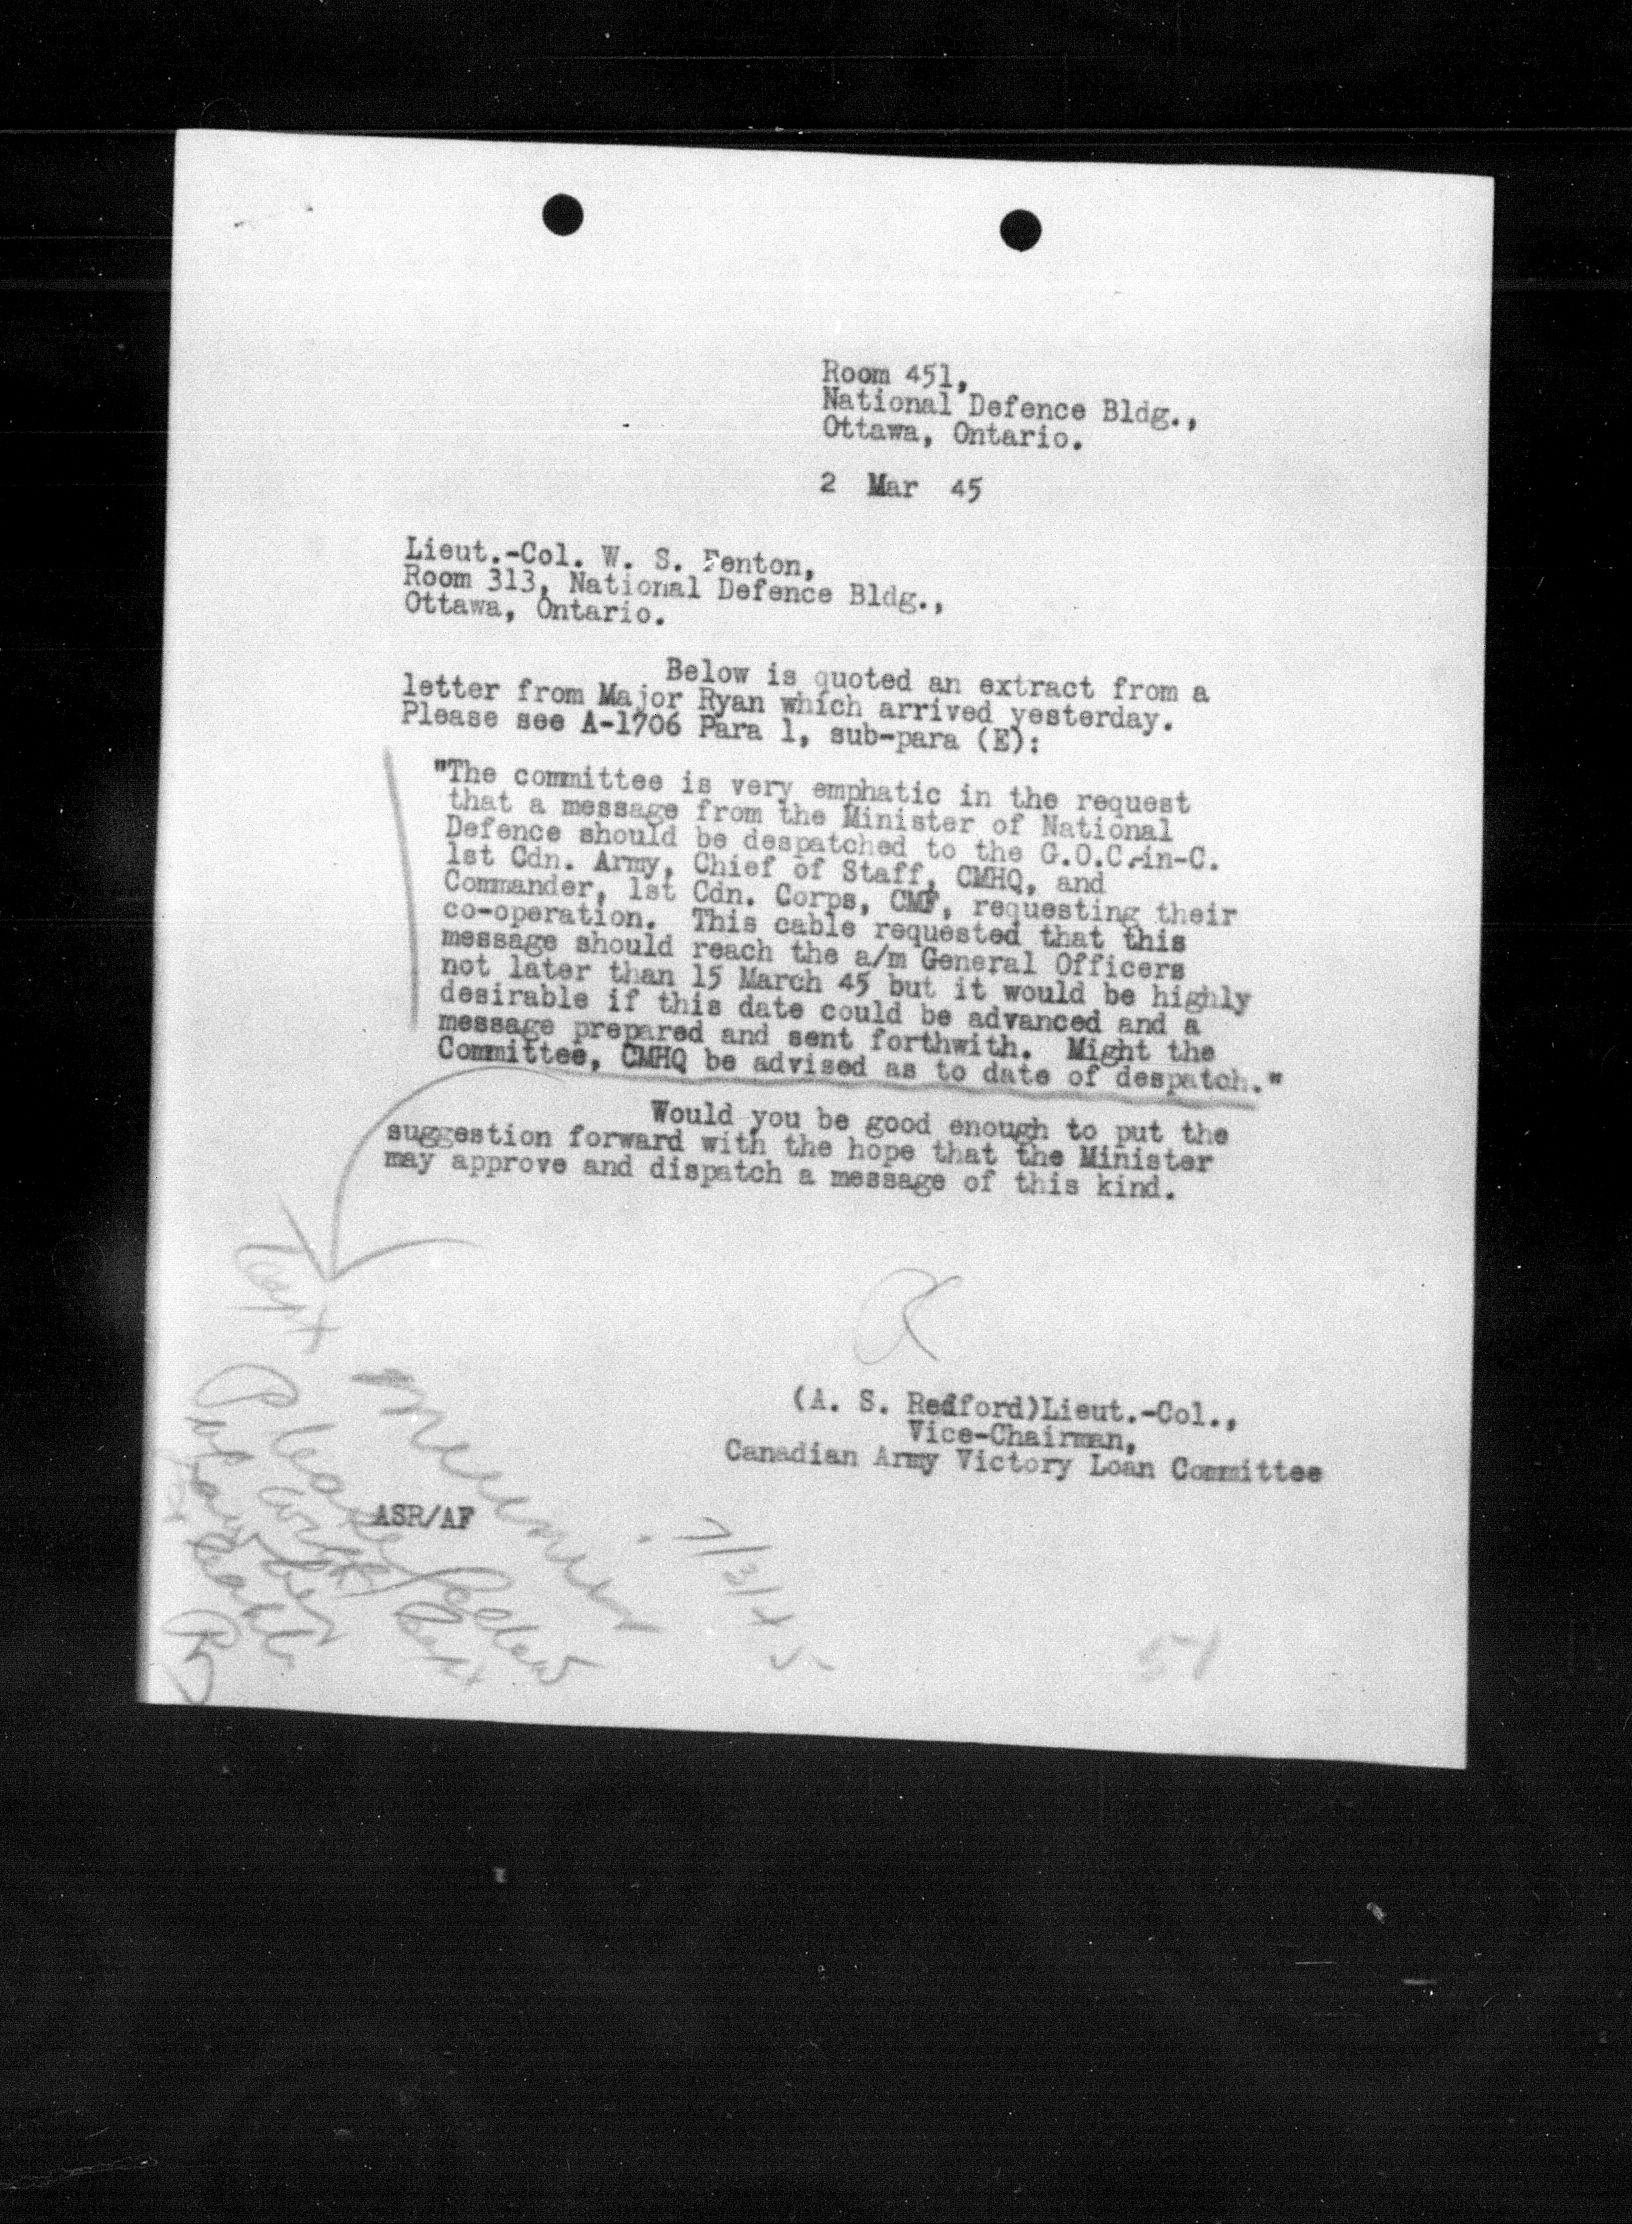 Room 451,
National Defence Bldg.,
Ottawa, Ontario.
2 Mar 45
Lieut.-Col. W. S. Fenton,
Room 313, National Defence Bldg.,
Ottawa, Ontario.
Below is quoted an extract from a
letter from Major Ryan which arrived yesterday.
Please see A-1706 Para 1, sub-para (E):
"The committee is very emphatic in the request
that a message from the Minister of National
Defence should be despatched to the G.O.C.-in-C.
1st Cdn. Army, Chief of Staff, CMHQ, and
Commander, 1st Cdn. Corps, CMF, requesting their
co-operation. This cable requested that this
message should reach the a/m General Officers
not later than 15 March 45 but it would be highly
desirable if this date could be advanced and a
message prepared and sent forthwith. Might the
Committee, CMHQ be advised as to date of despatch."
Would you be good enough to put the
suggestion forward with the hope that the Minister
may approve and dispatch a message of this kind.
(A. S. Redford)Lieut.-Col.,
Vice-Chairman,
Canadian Army Victory Loan Committee
ASR/AF
Capt
Please
7/3/45
51